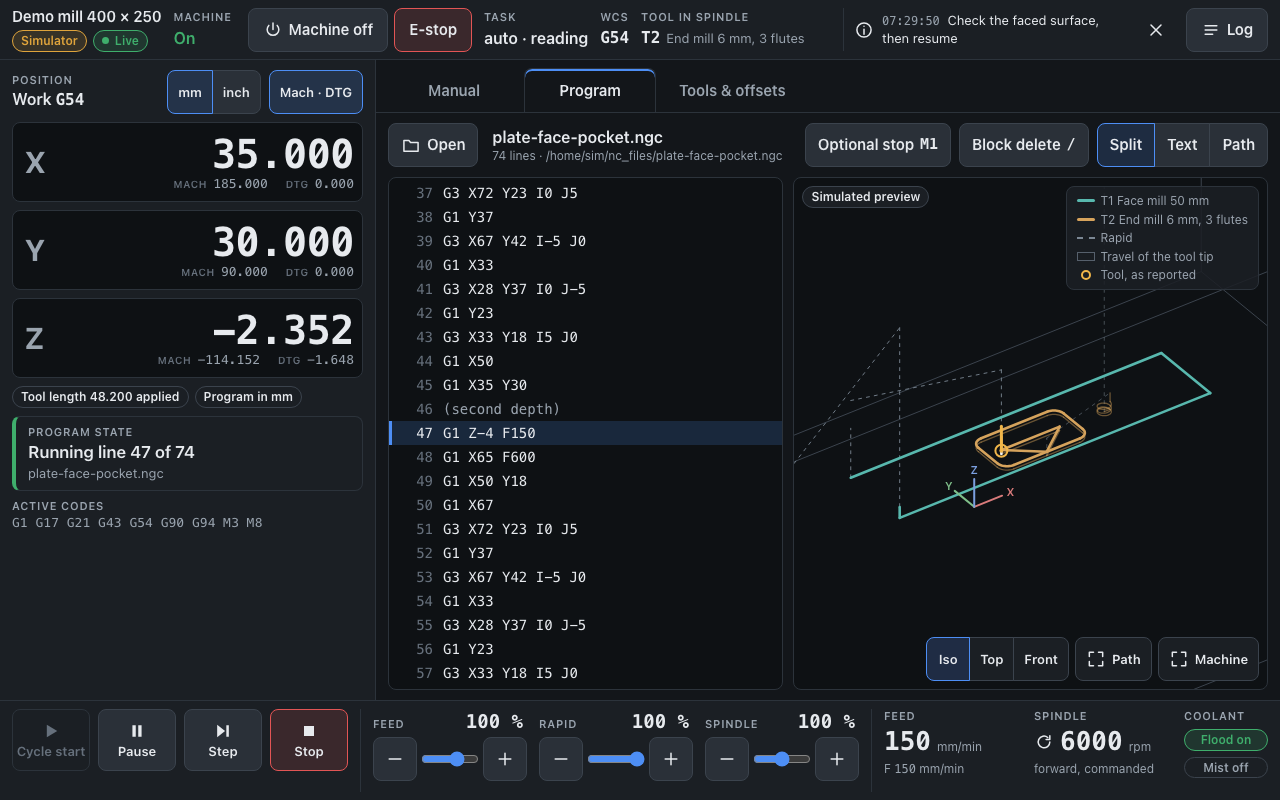 Demo mill 400 × 250
Simulator
Live
MACHINE
On
Machine off
E-stop
TASK
auto · reading
WCS
G54
TOOL IN SPINDLE
T2 End mill 6 mm, 3 flutes
07:29:50 Check the faced surface,
then resume
Log
POSITION
Work G54
mm
inch
Mach · DTG
X
35.000
MACH 185.000 DTG 0.000
Y
30.000
MACH 90.000 DTG 0.000
Z
−2.352
MACH −114.152 DTG −1.648
Tool length 48.200 applied
Program in mm
PROGRAM STATE
Running line 47 of 74
plate-face-pocket.ngc
ACTIVE CODES
G1 G17 G21 G43 G54 G90 G94 M3 M8
Manual
Program
Tools & offsets
Open
plate-face-pocket.ngc
74 lines · /home/sim/nc_files/plate-face-pocket.ngc
Optional stop M1
Block delete /
Split
Text
Path
37 G3 X72 Y23 I0 J5
38 G1 Y37
39 G3 X67 Y42 I−5 J0
40 G1 X33
41 G3 X28 Y37 I0 J−5
42 G1 Y23
43 G3 X33 Y18 I5 J0
44 G1 X50
45 G1 X35 Y30
46 (second depth)
47 G1 Z−4 F150
48 G1 X65 F600
49 G1 X50 Y18
50 G1 X67
51 G3 X72 Y23 I0 J5
52 G1 Y37
53 G3 X67 Y42 I−5 J0
54 G1 X33
55 G3 X28 Y37 I0 J−5
56 G1 Y23
57 G3 X33 Y18 I5 J0
Simulated preview
T1 Face mill 50 mm
T2 End mill 6 mm, 3 flutes
Rapid
Travel of the tool tip
Tool, as reported
Z
Y
X
Iso
Top
Front
Path
Machine
Cycle start
Pause
Step
Stop
FEED 100 %
RAPID 100 %
SPINDLE 100 %
FEED
150 mm/min
F 150 mm/min
SPINDLE
6000 rpm
forward, commanded
COOLANT
Flood on
Mist off